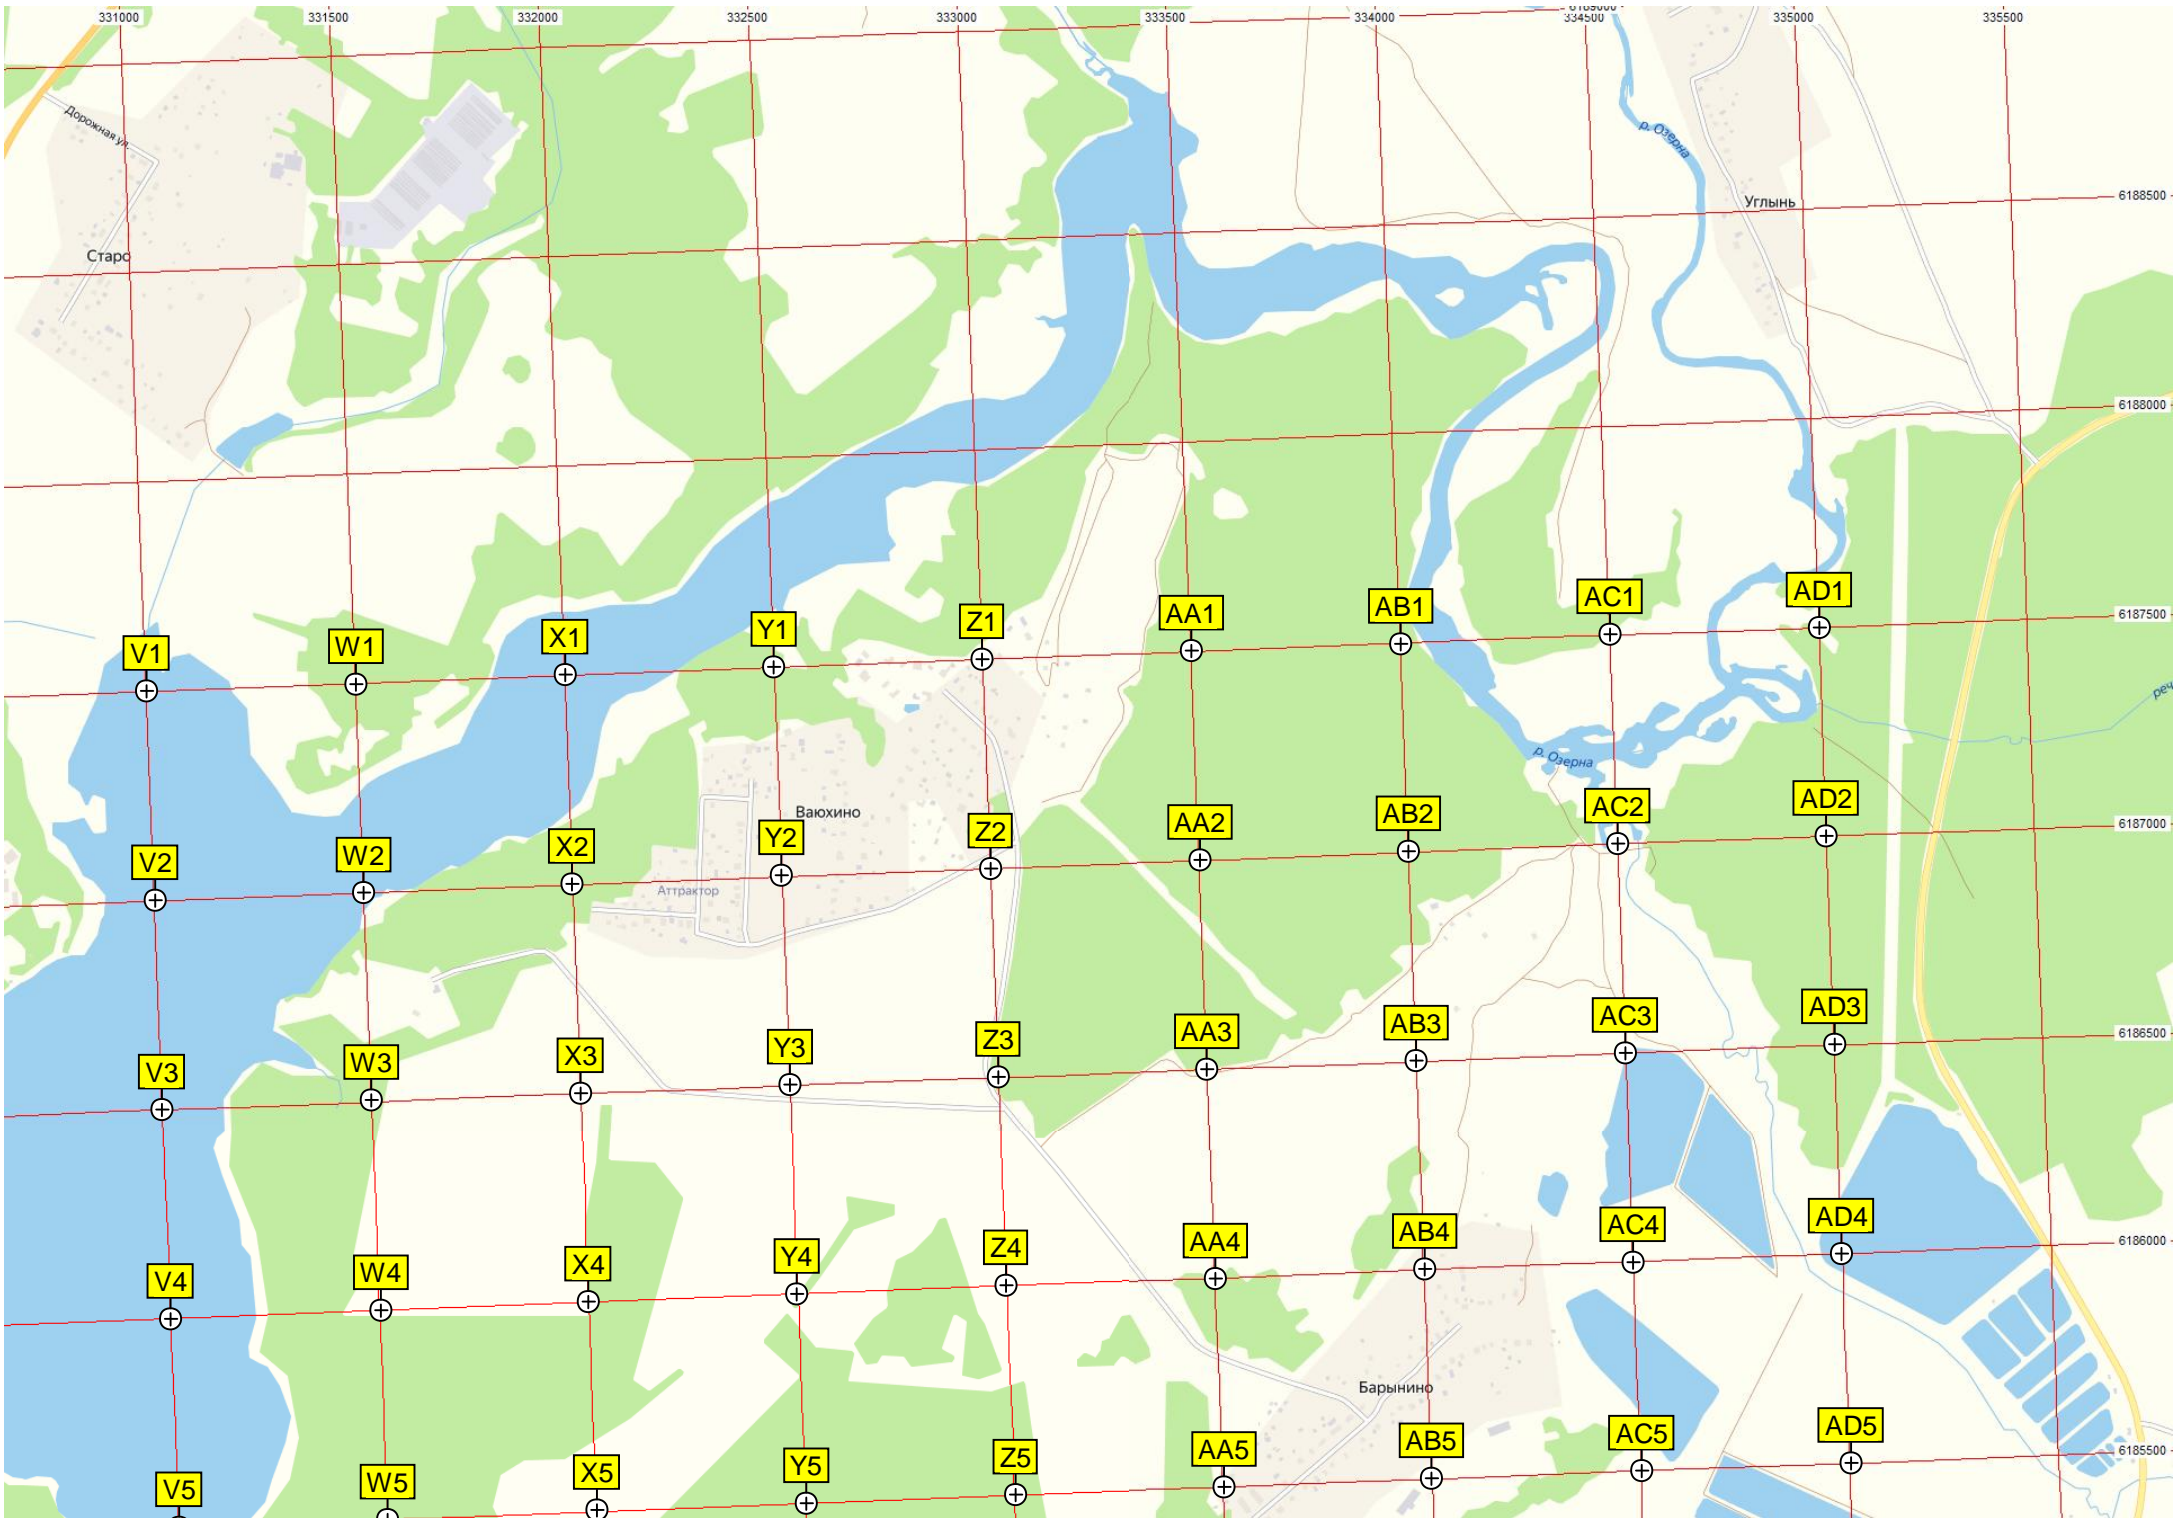 331000 331500 332000 332500 333000 333500 334000 334500 335000 335500
6189000
Дорожная ул.
р. Озерна
6188500
Углынь
Старо
6188000
6187500
V1 W1 X1 Y1 Z1 AA1 AB1 AC1 AD1
реч
р. Озерна
Ваюхино
6187000
V2 W2 X2 Y2 Z2 AA2 AB2 AC2 AD2
Аттрактор
6186500
V3 W3 X3 Y3 Z3 AA3 AB3 AC3 AD3
6186000
V4 W4 X4 Y4 Z4 AA4 AB4 AC4 AD4
Барынино
6185500
V5 W5 X5 Y5 Z5 AA5 AB5 AC5 AD5